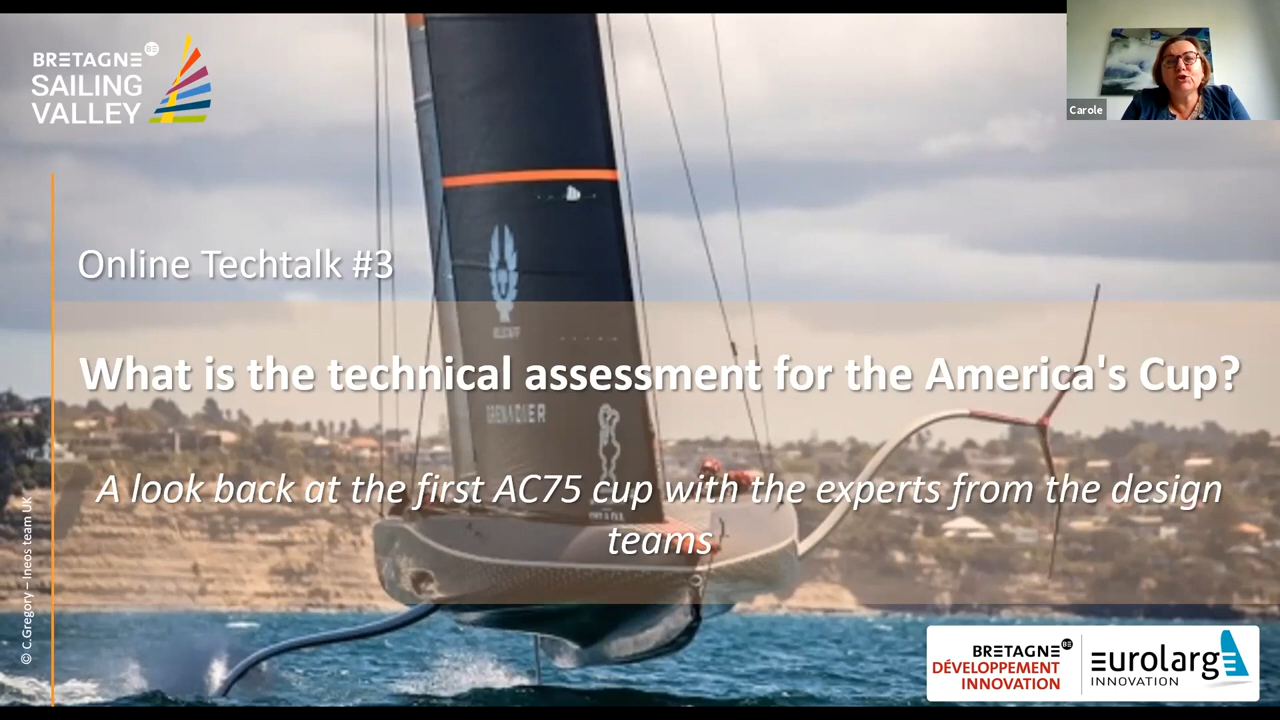 BRETAGNE BE
SAILING
VALLEY
Carole
Online Techtalk #3
What is the technical assessment for the America's Cup?
GRENADIER
A look back at the first AC75 cup with the experts from the design
teams
© C.Gregory – Ineos team UK
BRETAGNE BE
DÉVELOPPEMENT
INNOVATION
eurolarge
INNOVATION